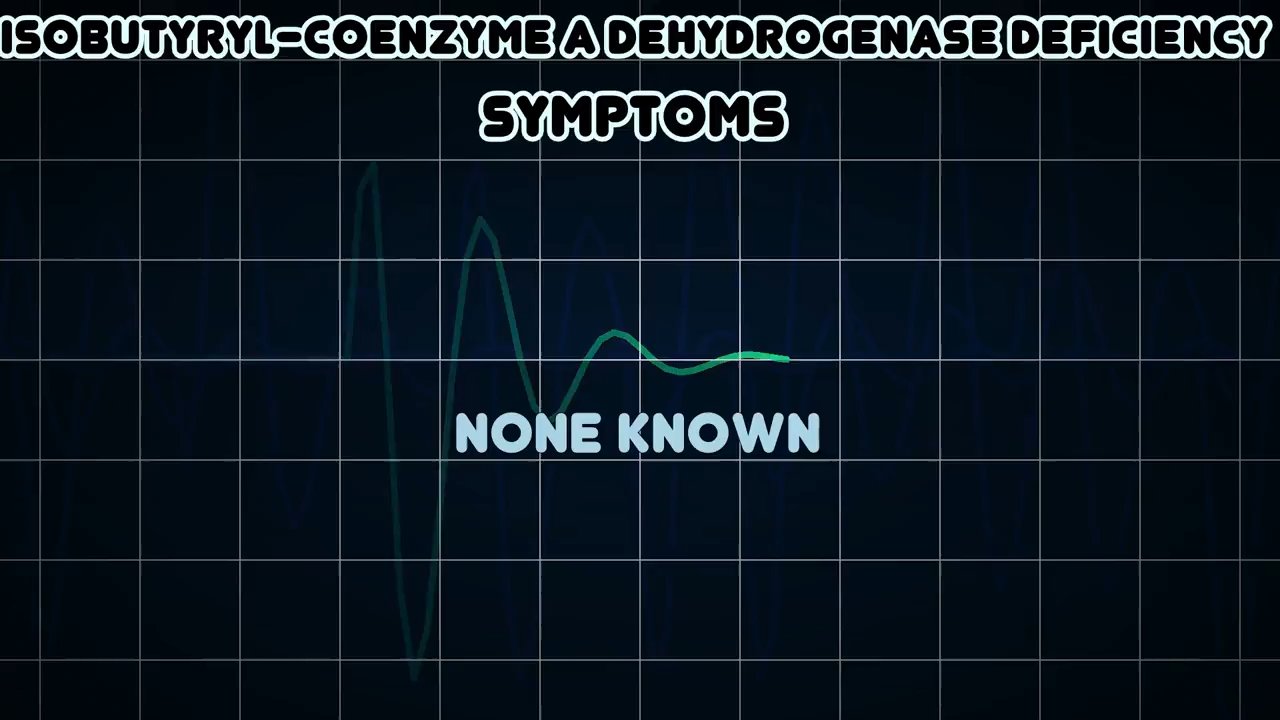 ISOBUTYRYL-COENZYME A DEHYDROGENASE DEFICIENCY
SYMPTOMS
NONE KNOWN